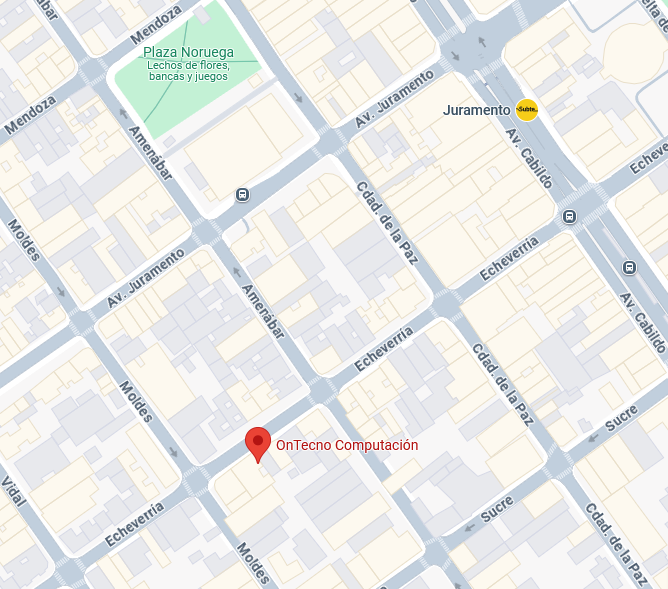 Mendoza
Plaza Noruega
Lechos de flores,
bancas y juegos
Mendoza
Av. Juramento
Juramento
Subte
Av. Cabildo
Amenábar
Echeverría
Cdad. de la Paz
Moldes
Av. Juramento
Amenábar
Echeverría
Av. Cabildo
Moldes
Cdad. de la Paz
Sucre
OnTecno Computación
Vidal
Echeverría
Sucre
Moldes
Cdad. de la Paz